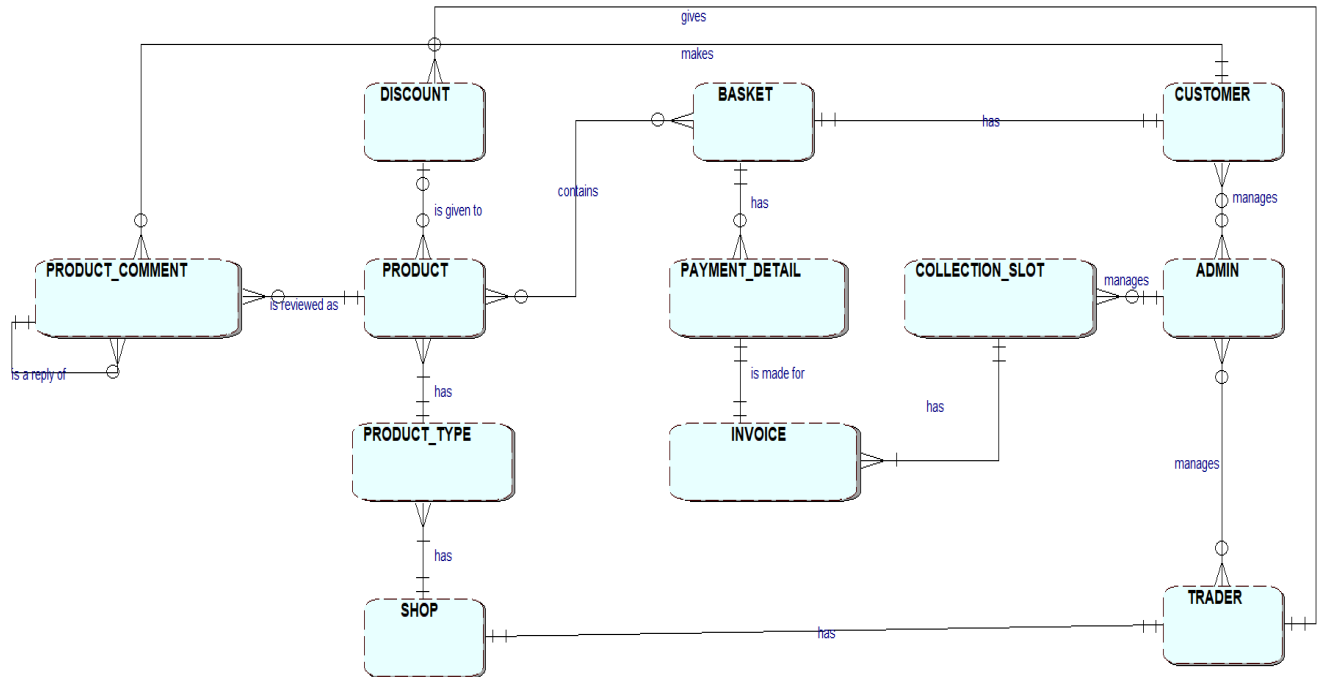 gives
makes
DISCOUNT
BASKET
CUSTOMER
has
contains
has
manages
is given to
PRODUCT_COMMENT
PRODUCT
PAYMENT_DETAIL
COLLECTION_SLOT
ADMIN
manages
is reviewed as
is a reply of
has
is made for
has
PRODUCT_TYPE
INVOICE
manages
has
SHOP
TRADER
has